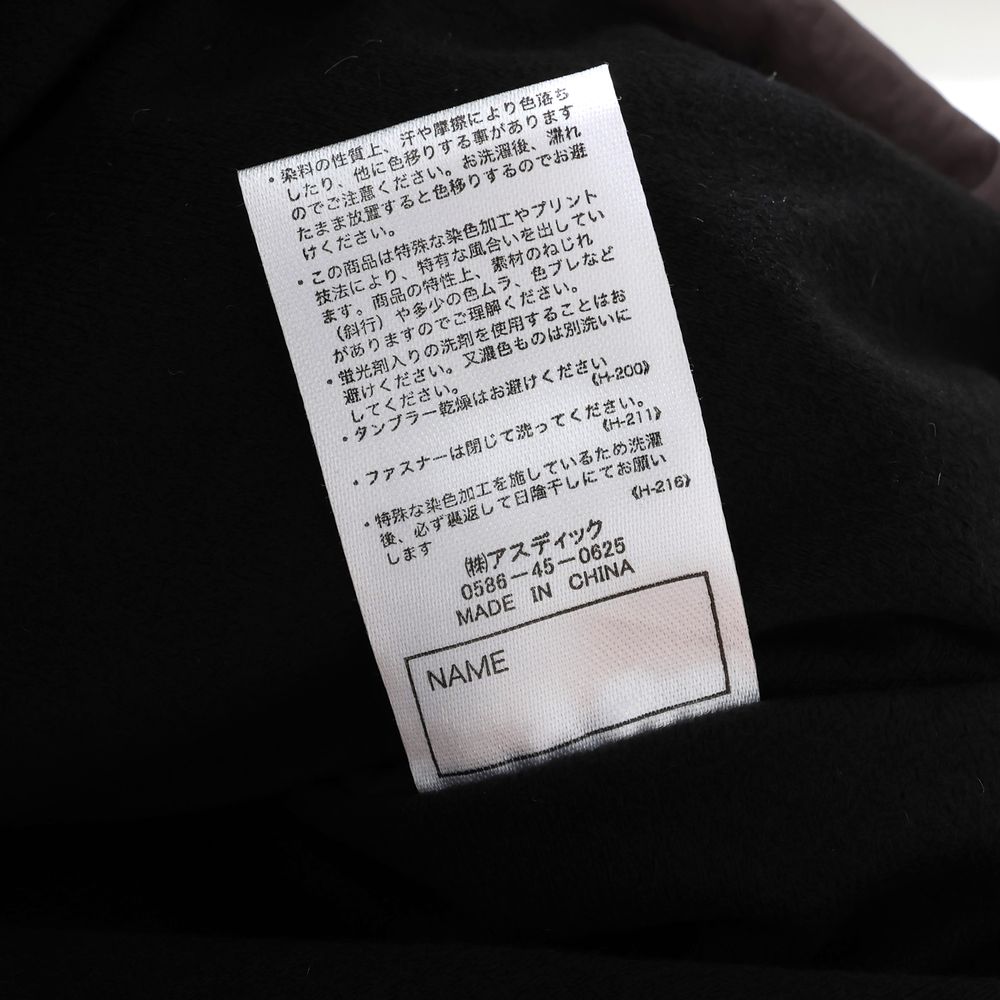 ・染料の性質上、汗や摩擦により色落ち
したり、他に色移りする事があります
のでご注意ください。お洗濯後、濡れ
たまま放置すると色移りするのでお避
けください。
・この商品は特殊な染色加工やプリント
技法により、特有な風合いを出してい
ます。商品の特性上、素材のねじれ
(斜行)や多少の色ムラ、色ブレなど
がありますのでご理解ください。
・蛍光剤入りの洗剤を使用することはお
避けください。又濃色ものは別洗いに
してください。
・タンブラー乾燥はお避けください
《H-200》
・ファスナーは閉じて洗ってください。
《H-211》
・特殊な染色加工を施しているため洗濯
後、必ず裏返して日陰干しにてお願い
します
《H-216》
㈱アスディック
0586-45-0625
MADE IN CHINA
NAME